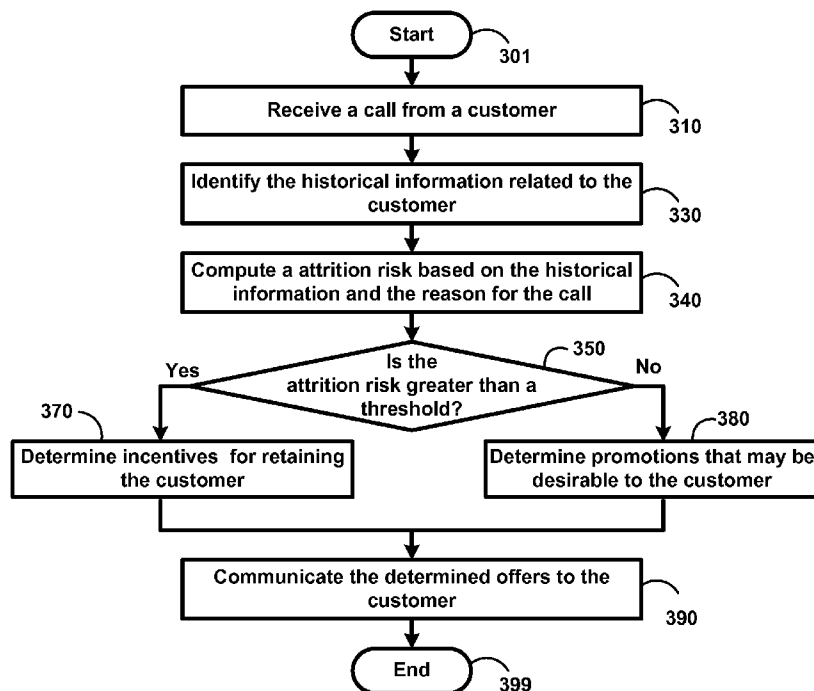 Start
301
Receive a call from a customer
310
Identify the historical information related to the
customer
330
Compute a attrition risk based on the historical
information and the reason for the call
340
350
Is the
attrition risk greater than a
threshold?
Yes
No
370
Determine incentives for retaining
the customer
380
Determine promotions that may be
desirable to the customer
Communicate the determined offers to the
customer
390
End
399